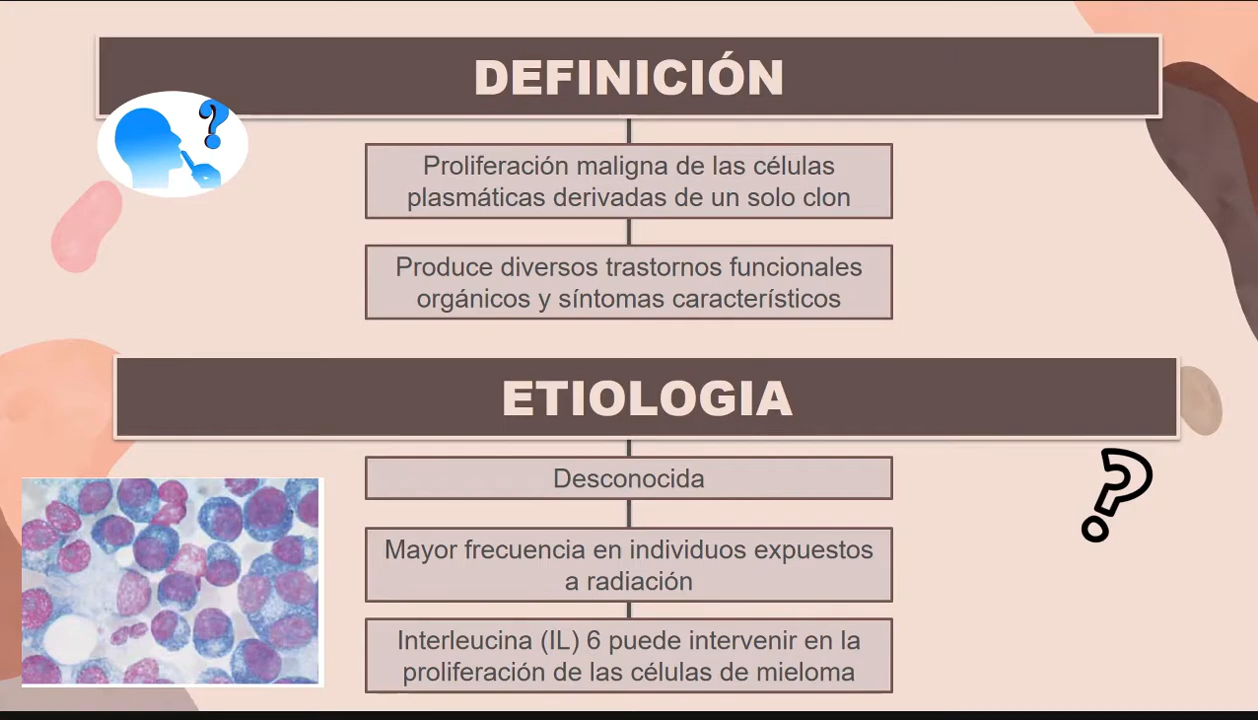 DEFINICIÓN
Proliferación maligna de las células
plasmáticas derivadas de un solo clon
Produce diversos trastornos funcionales
orgánicos y síntomas característicos
ETIOLOGIA
Desconocida
Mayor frecuencia en individuos expuestos
a radiación
Interleucina (IL) 6 puede intervenir en la
proliferación de las células de mieloma